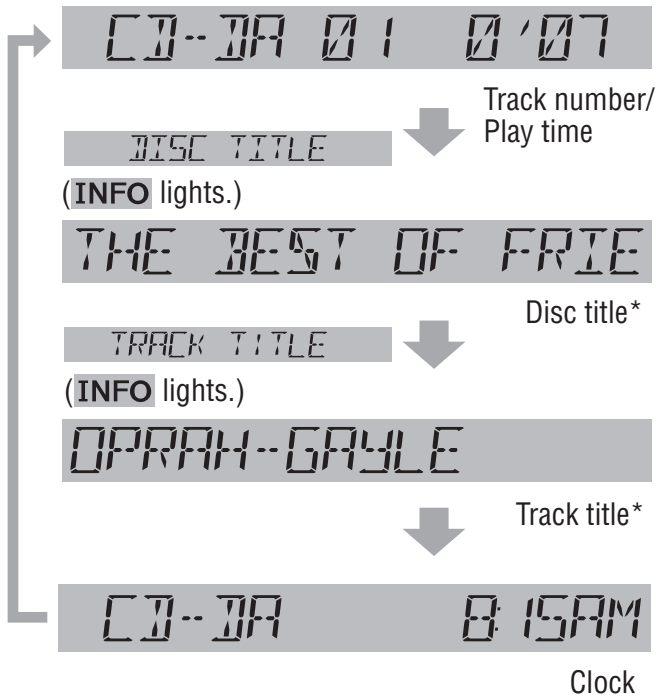 CD--DA 01 0'07
Track number/
Play time
DISC TITLE
(INFO lights.)
THE BEST OF FRIE
Disc title*
TRACK TITLE
(INFO lights.)
OPRAH--GAYLE
Track title*
CD--DA 8:15AM
Clock